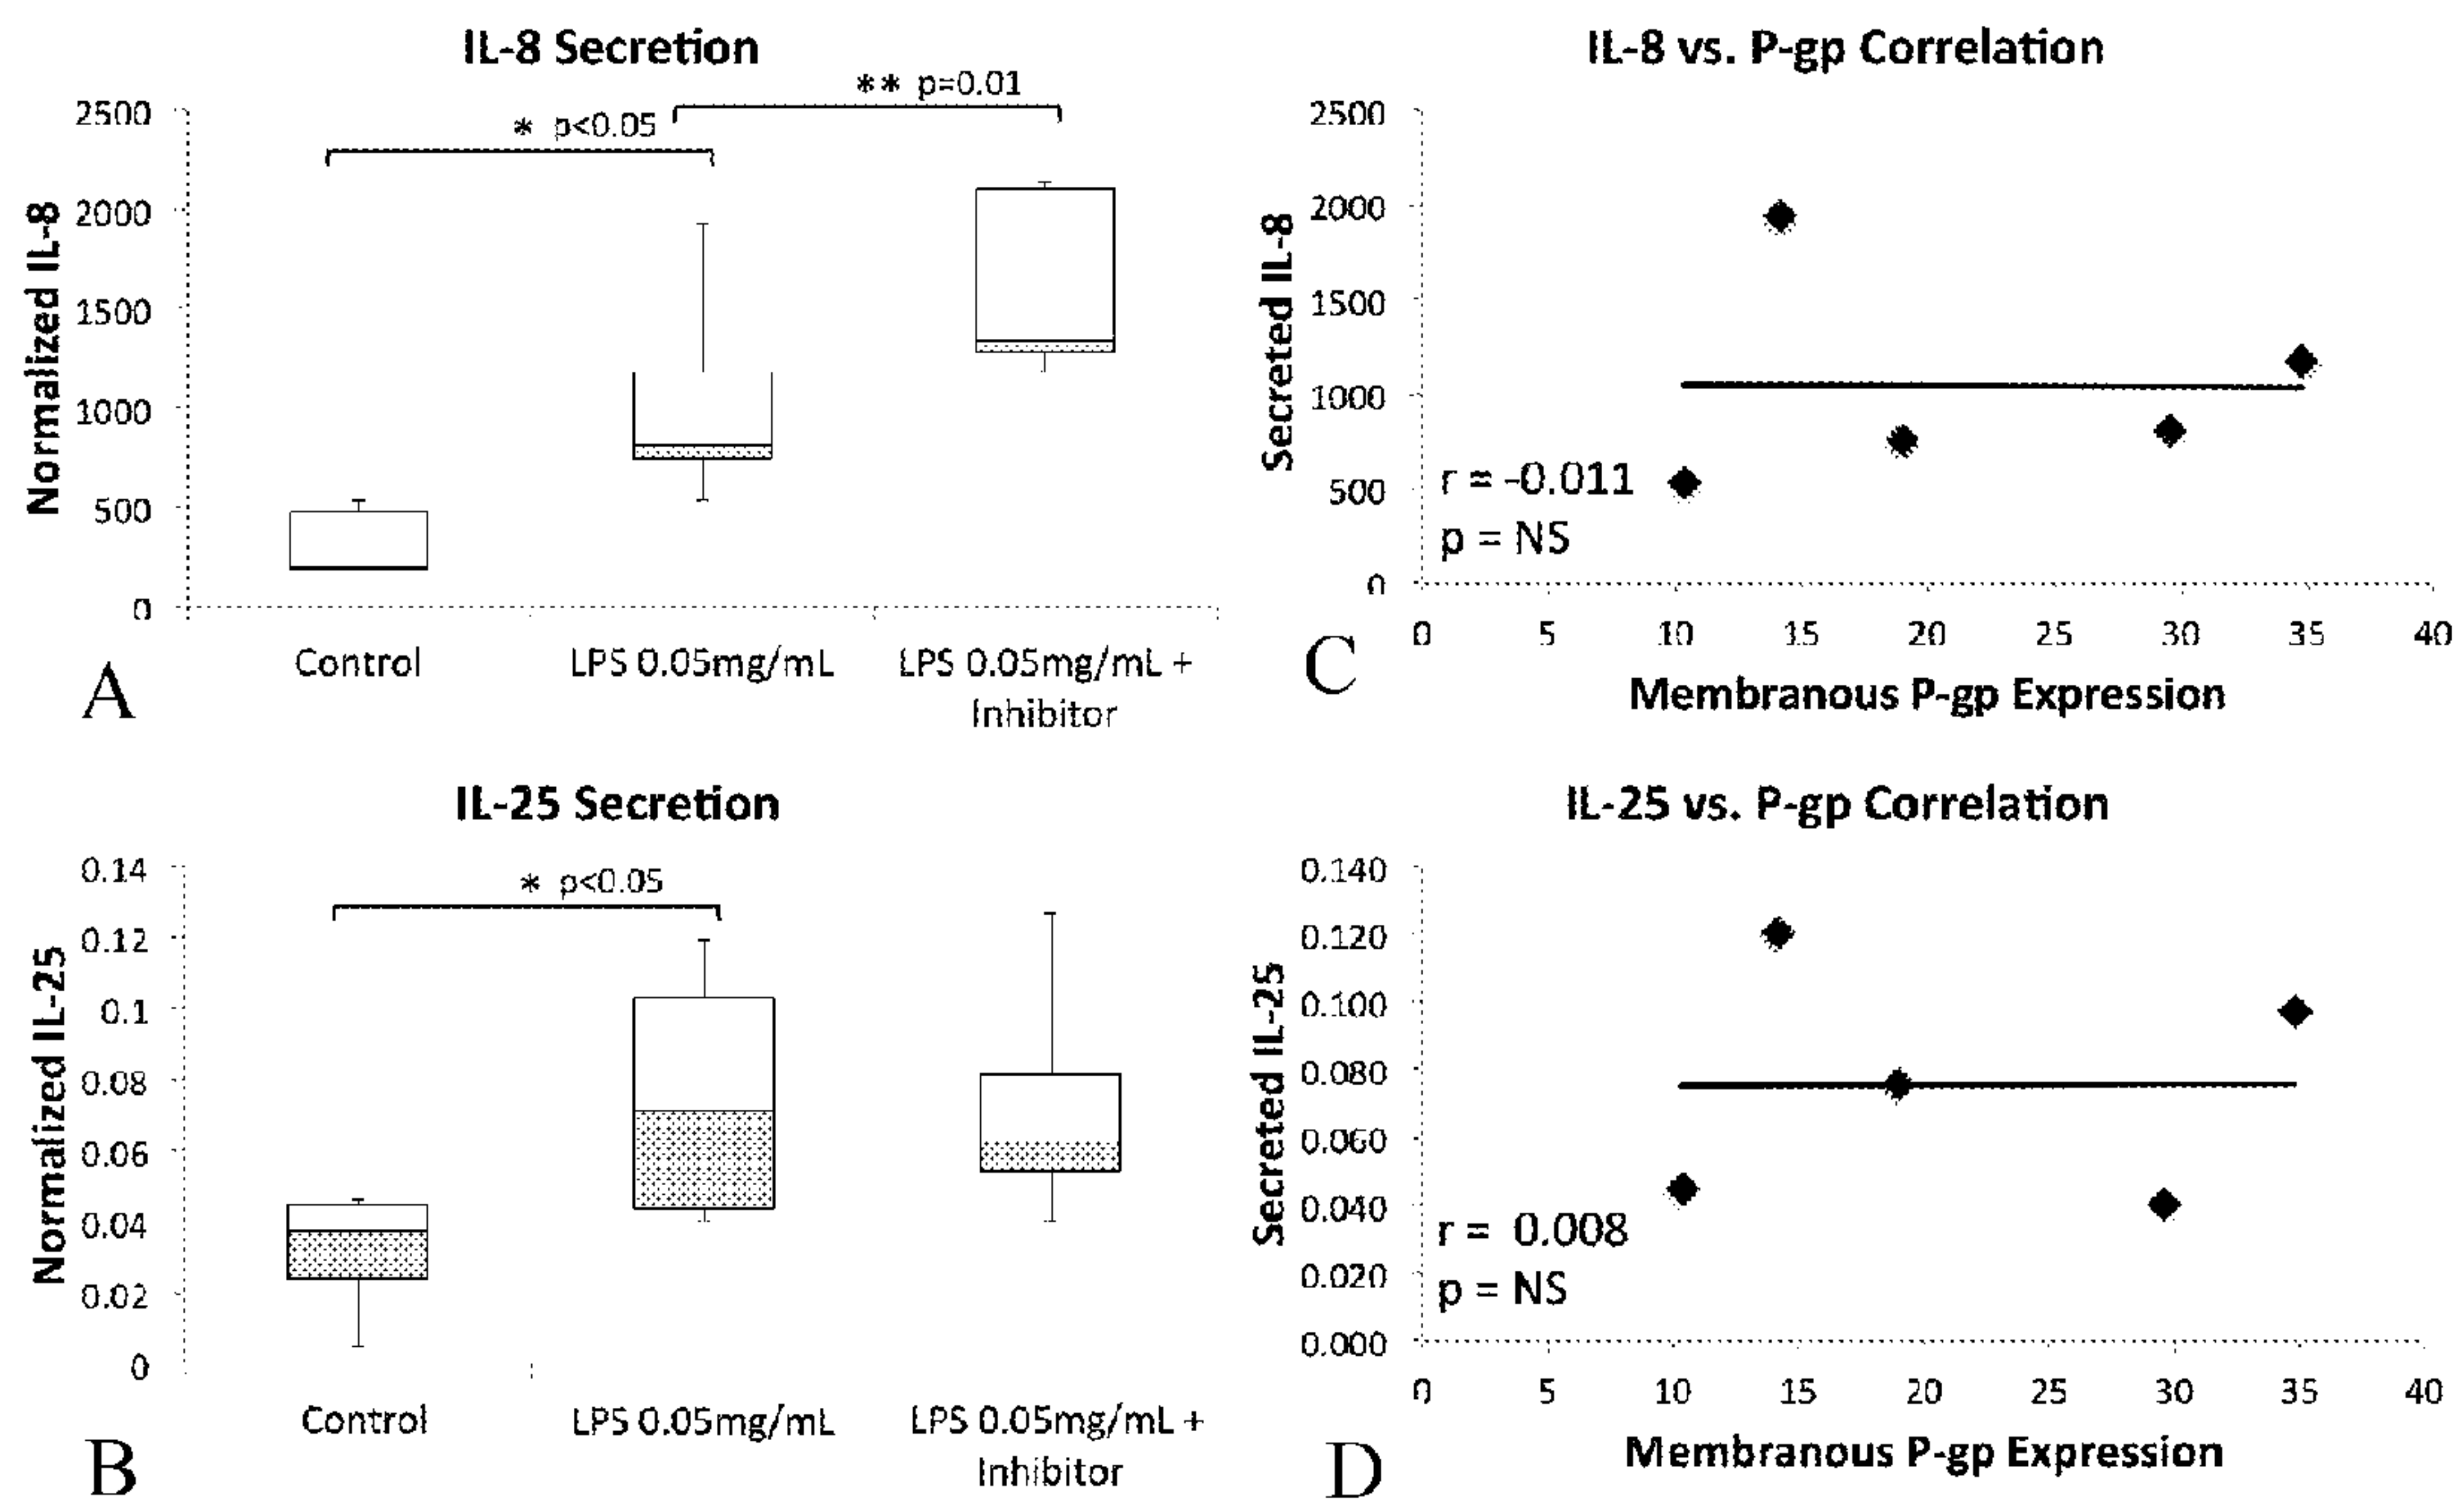 IL-8 Secretion
** p=0.01
* p<0.05
2500
2000
1500
1000
500
0
Normalized IL-8
Control
LPS 0.05mg/mL
LPS 0.05mg/mL +
Inhibitor
A
IL-8 vs. P-gp Correlation
2500
2000
1500
1000
500
0
Secreted IL-8
r = -0.011
p = NS
0 5 10 15 20 25 30 35 40
Membranous P-gp Expression
C
IL-25 Secretion
* p<0.05
0.14
0.12
0.1
0.08
0.06
0.04
0.02
0
Normalized IL-25
Control
LPS 0.05mg/mL
LPS 0.05mg/mL +
Inhibitor
B
IL-25 vs. P-gp Correlation
0.140
0.120
0.100
0.080
0.060
0.040
0.020
0.000
Secreted IL-25
r = 0.008
p = NS
0 5 10 15 20 25 30 35 40
Membranous P-gp Expression
D